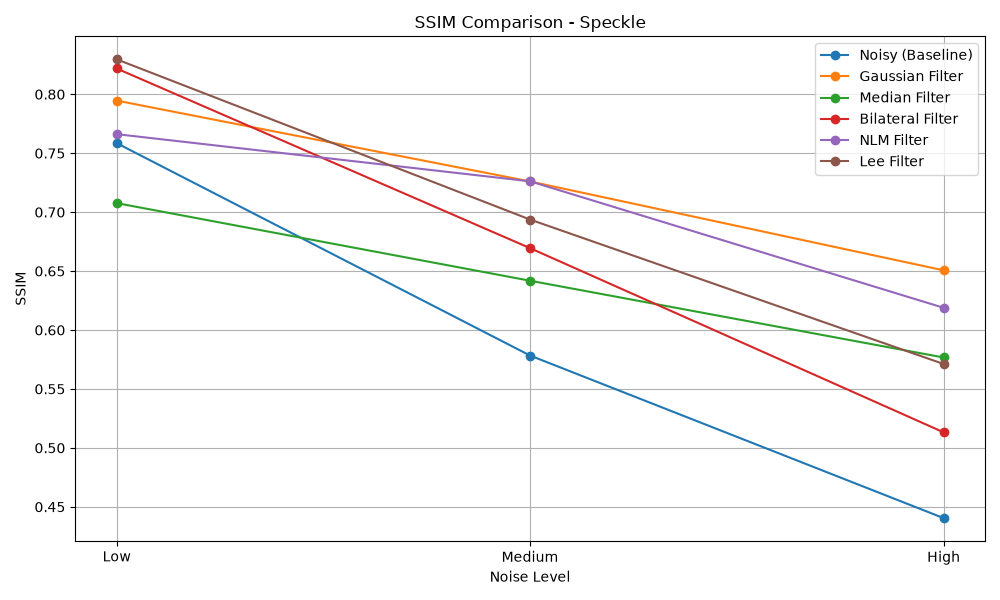 SSIM Comparison - Speckle
Noisy (Baseline)
Gaussian Filter
Median Filter
Bilateral Filter
NLM Filter
Lee Filter
SSIM
0.80
0.75
0.70
0.65
0.60
0.55
0.50
0.45
Low
Medium
High
Noise Level